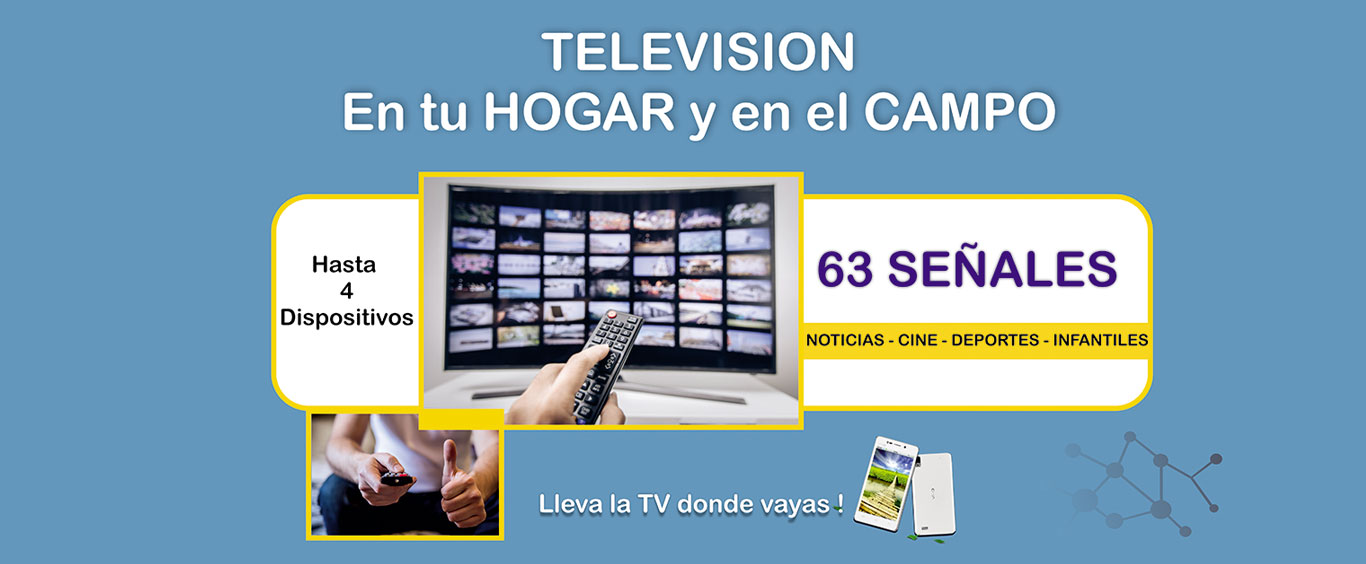 TELEVISION
En tu HOGAR y en el CAMPO
Hasta
4
Dispositivos
63 SEÑALES
NOTICIAS - CINE - DEPORTES - INFANTILES
Lleva la TV donde vayas !